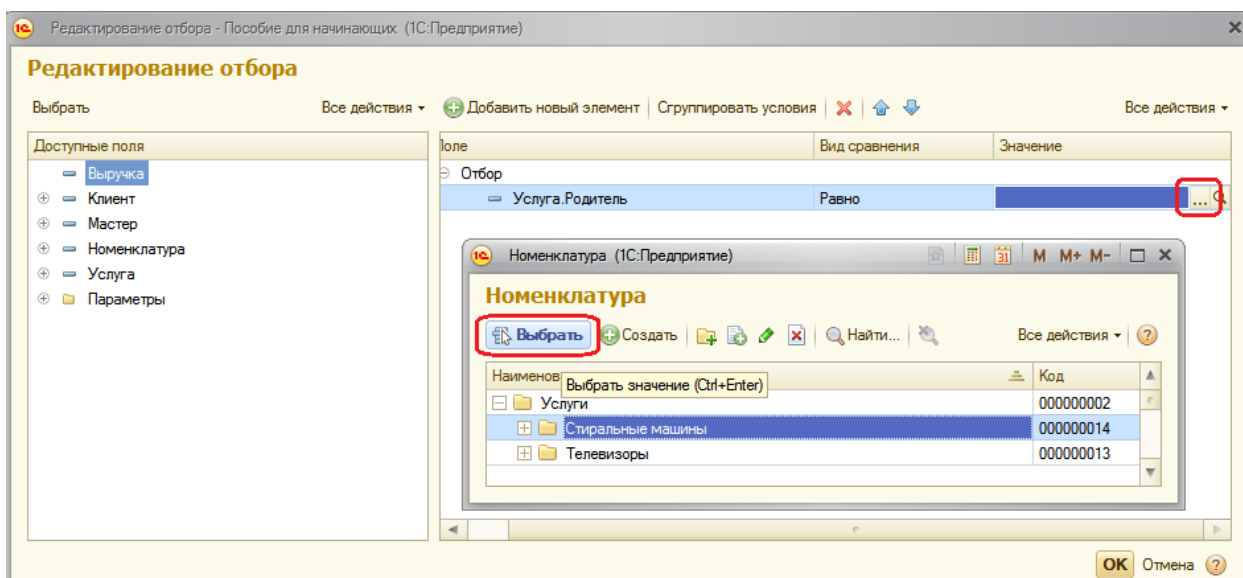 Редактирование отбора - Пособие для начинающих (1С:Предприятие)
Редактирование отбора
Выбрать Все действия Добавить новый элемент Сгруппировать условия Все действия
Доступные поля Поле Вид сравнения Значение
Выручка Отбор
Клиент Услуга.Родитель Равно ...
Мастер
Номенклатура Номенклатура (1С:Предприятие) 31 M M+ M-
Услуга
Параметры Номенклатура
Выбрать Создать Найти... Все действия ?
Наименов Код
Выбрать значение (Ctrl+Enter)
Услуги 000000002
Стиральные машины 000000014
Телевизоры 000000013
OK Отмена ?